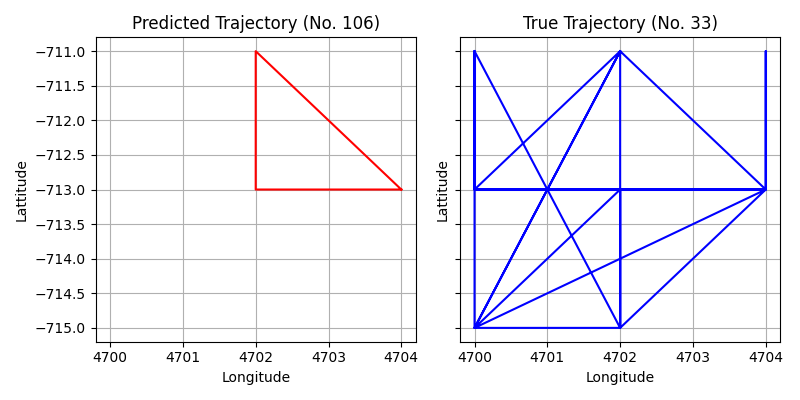 Predicted Trajectory (No. 106)
Lattitude
−711.0
−711.5
−712.0
−712.5
−713.0
−713.5
−714.0
−714.5
−715.0
4700 4701 4702 4703 4704
Longitude
True Trajectory (No. 33)
Lattitude
4700 4701 4702 4703 4704
Longitude